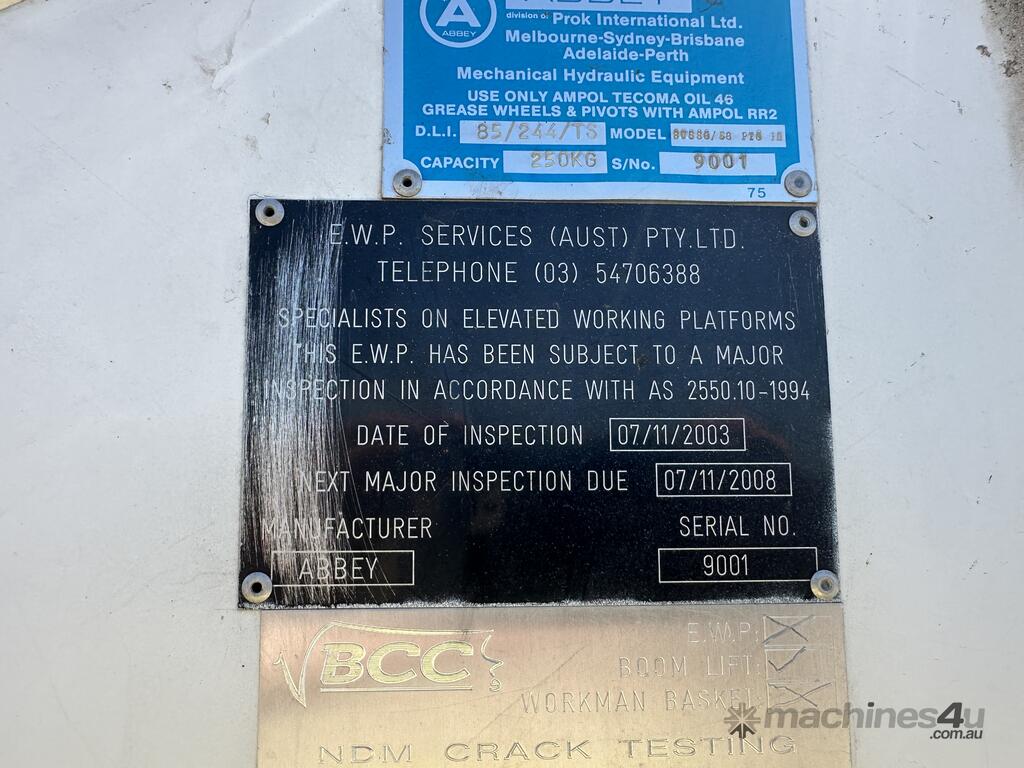 ABBEY
A
ABBEY
division of Prok International Ltd.
Melbourne-Sydney-Brisbane
Adelaide-Perth
Mechanical Hydraulic Equipment
USE ONLY AMPOL TECOMA OIL 46
GREASE WHEELS & PIVOTS WITH AMPOL RR2
D.L.I. 85/244/TS MODEL
CAPACITY 250KG S/No. 9001
75
E.W.P. SERVICES (AUST) PTY.LTD.
TELEPHONE (03) 54706388
SPECIALISTS ON ELEVATED WORKING PLATFORMS
THIS E.W.P. HAS BEEN SUBJECT TO A MAJOR
INSPECTION IN ACCORDANCE WITH AS 2550.10-1994
DATE OF INSPECTION 07/11/2003
NEXT MAJOR INSPECTION DUE 07/11/2008
MANUFACTURER SERIAL NO.
ABBEY 9001
BCC
E.W.P:
BOOM LIFT:
WORKMAN BASKET:
NDM CRACK TESTING
machines4u
.com.au